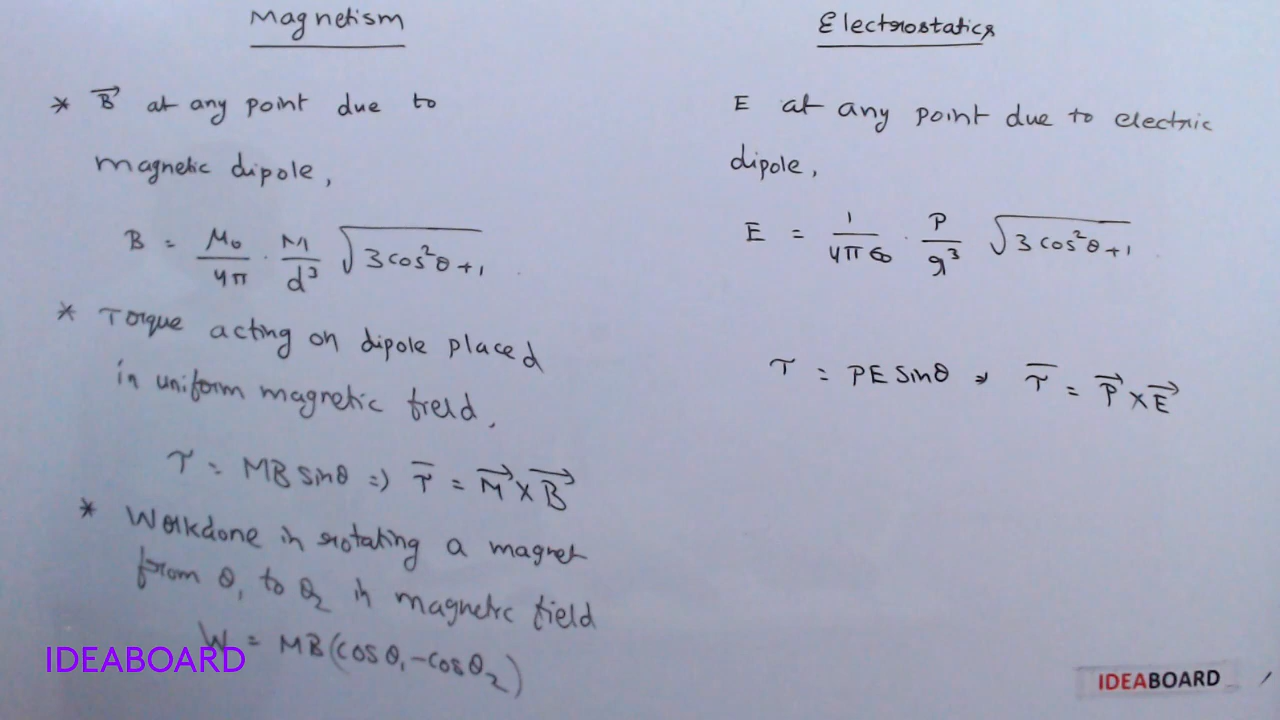 Magnetism
* B⃗ at any point due to
magnetic dipole,
B = μ₀/4π · M/d³ √(3cos²θ+1)
* Torque acting on dipole placed
in uniform magnetic field,
τ = MB sinθ => τ̅ = M⃗ × B⃗
* Workdone in rotating a magnet
from θ₁ to θ₂ in magnetic field
W = MB(cosθ₁-cosθ₂)
Electrostatics
E at any point due to electric
dipole,
E = 1/4π∈₀ · P/r³ √(3cos²θ+1)
τ = PE Sinθ ⇒ τ̅ = P⃗ × E⃗
IDEABOARD
IDEABOARD